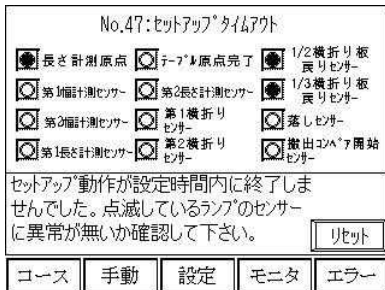 No.47:ｾｯﾄｱｯﾌﾟﾀｲﾑｱｳﾄ
長さ計測原点 ﾃｰﾌﾞﾙ原点完了 1/2横折り板戻りｾﾝｻｰ
第1幅計測ｾﾝｻｰ 第2長さ計測ｾﾝｻｰ 1/3横折り板戻りｾﾝｻｰ
第2幅計測ｾﾝｻｰ 第1横折りｾﾝｻｰ 落しｾﾝｻｰ
第1長さ計測ｾﾝｻｰ 第2横折りｾﾝｻｰ 搬出ｺﾝﾍﾞｱ開始ｾﾝｻｰ
ｾｯﾄｱｯﾌﾟ動作が設定時間内に終了しま
せんでした。点滅しているﾗﾝﾌﾟのｾﾝｻｰ
に異常が無いか確認して下さい。 ﾘｾｯﾄ
コース 手動 設定 モニタ エラー